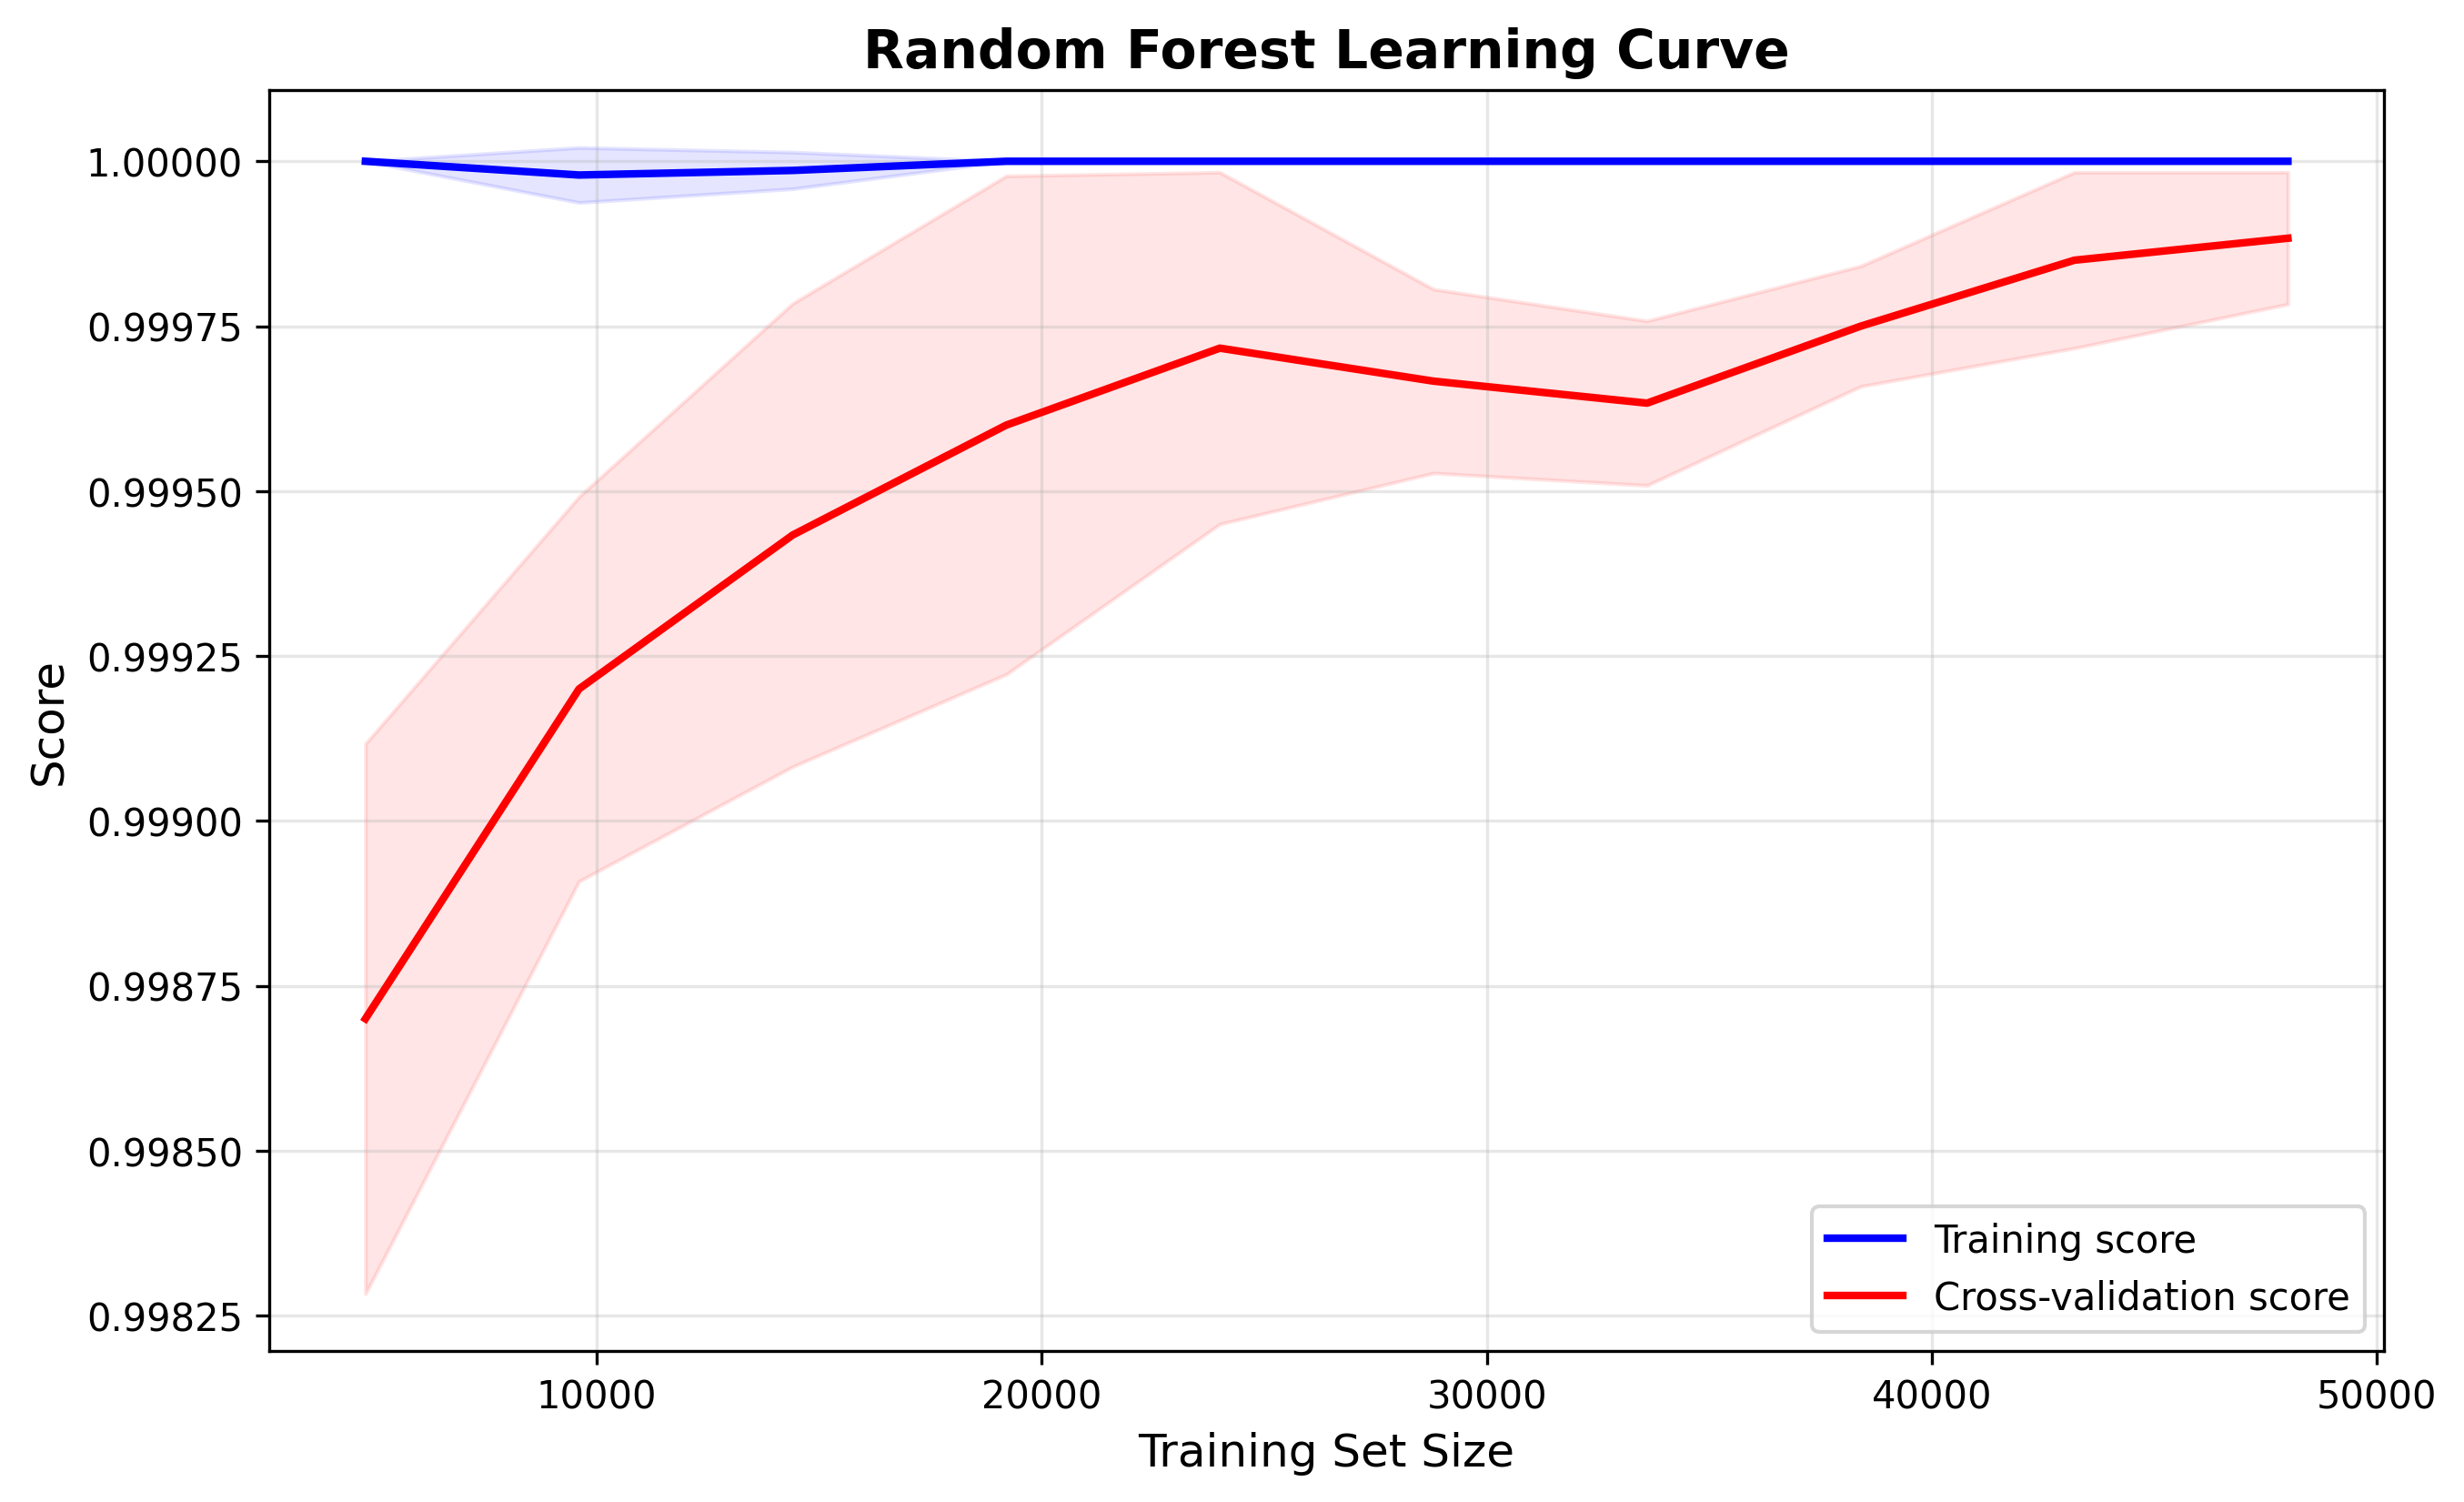 Random Forest Learning Curve
Score
1.00000
0.99975
0.99950
0.99925
0.99900
0.99875
0.99850
0.99825
10000
20000
30000
40000
50000
Training Set Size
Training score
Cross-validation score